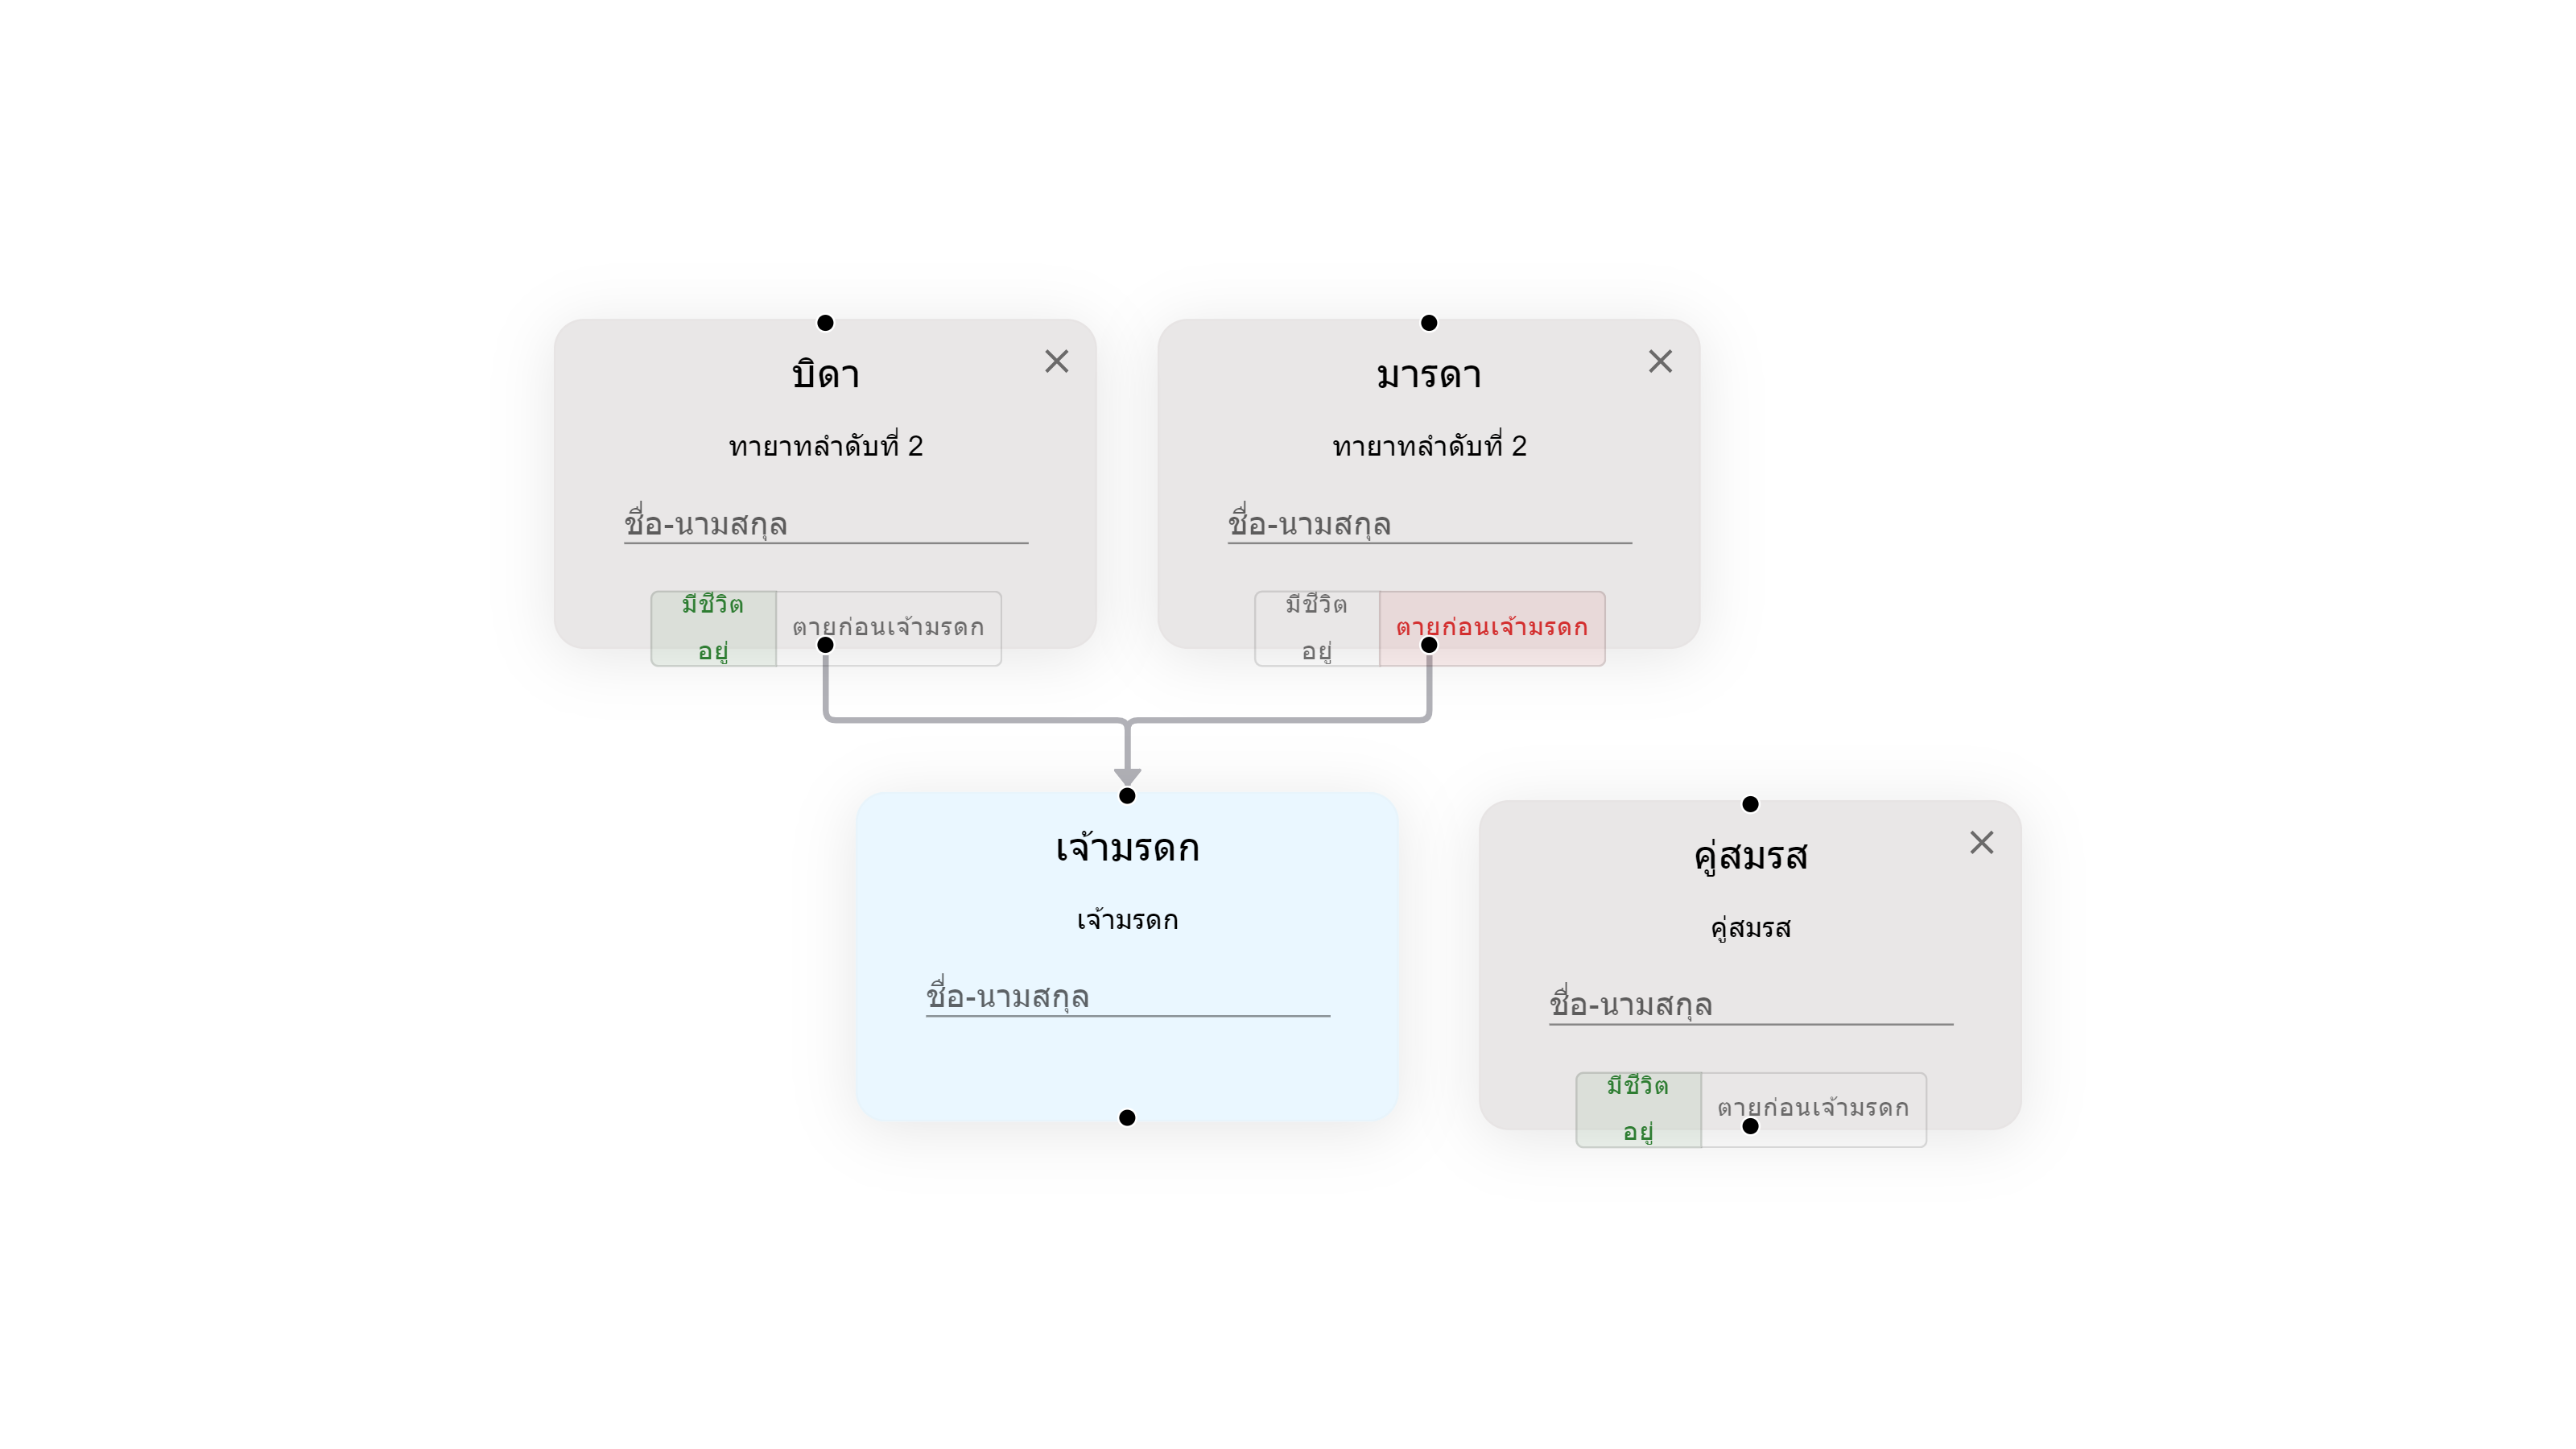 บิดา
ทายาทลำดับที่ 2
ชื่อ-นามสกุล
มีชีวิต
อยู่
ตายก่อนเจ้ามรดก
มารดา
ทายาทลำดับที่ 2
ชื่อ-นามสกุล
มีชีวิต
อยู่
ตายก่อนเจ้ามรดก
เจ้ามรดก
เจ้ามรดก
ชื่อ-นามสกุล
คู่สมรส
คู่สมรส
ชื่อ-นามสกุล
มีชีวิต
อยู่
ตายก่อนเจ้ามรดก